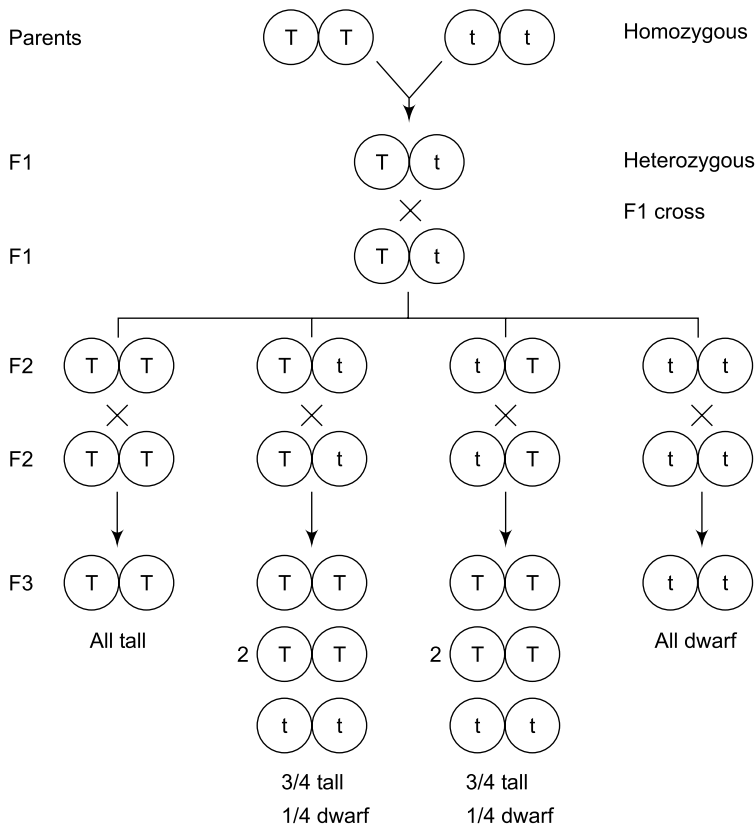 Parents T T t t Homozygous
F1 T t Heterozygous
F1 cross
F1 T t
F2 T T T t t T t t
F2 T T T t t T t t
F3 T T T T T T t t
All tall All dwarf
2 T T 2 T T
t t t t
3/4 tall 3/4 tall
1/4 dwarf 1/4 dwarf